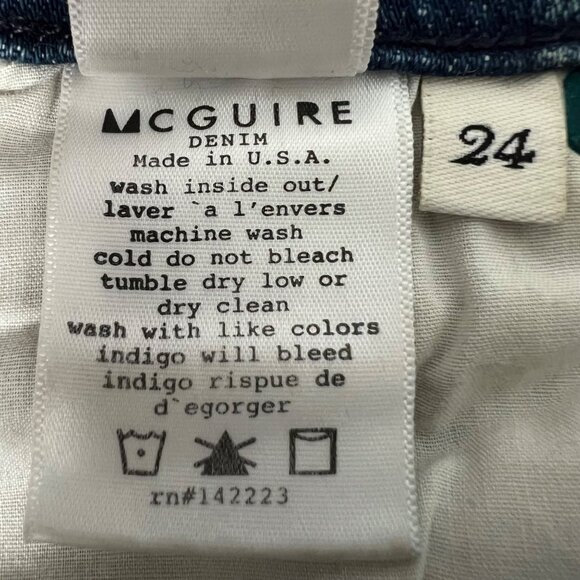 MCGUIRE
DENIM
Made in U.S.A.
wash inside out/
laver `a l'envers
machine wash
cold do not bleach
tumble dry low or
dry clean
wash with like colors
indigo will bleed
indigo rispue de
d`egorger
rn#142223
24